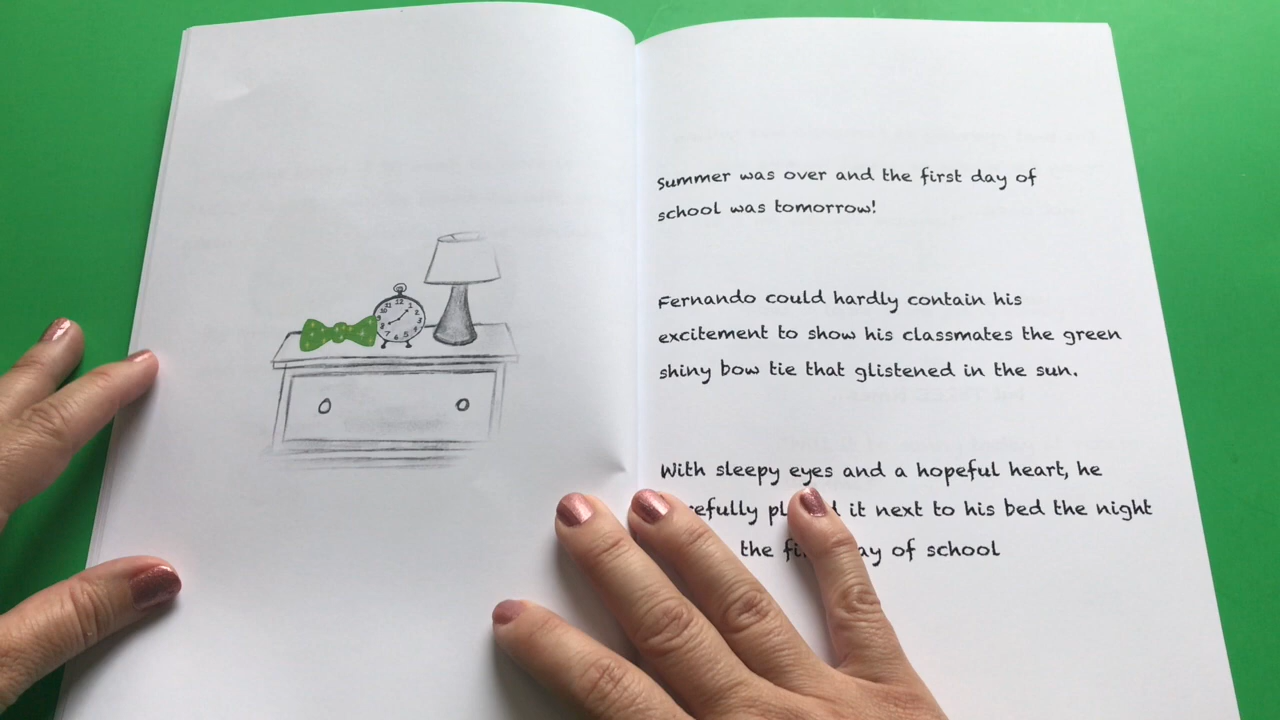 Summer was over and the first day of
school was tomorrow!
Fernando could hardly contain his
excitement to show his classmates the green
shiny bow tie that glistened in the sun.
With sleepy eyes and a hopeful heart, he
it next to his bed the night
the of school